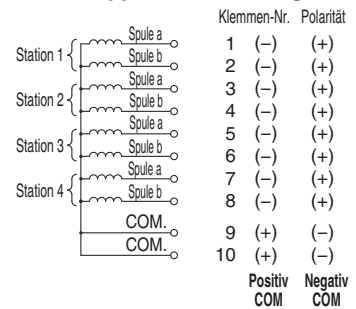 Klemmen-Nr. Polarität
Station 1 Spule a 1 (–) (+)
Spule b 2 (–) (+)
Station 2 Spule a 3 (–) (+)
Spule b 4 (–) (+)
Station 3 Spule a 5 (–) (+)
Spule b 6 (–) (+)
Station 4 Spule a 7 (–) (+)
Spule b 8 (–) (+)
COM. 9 (+) (–)
COM. 10 (+) (–)
Positiv Negativ
COM COM